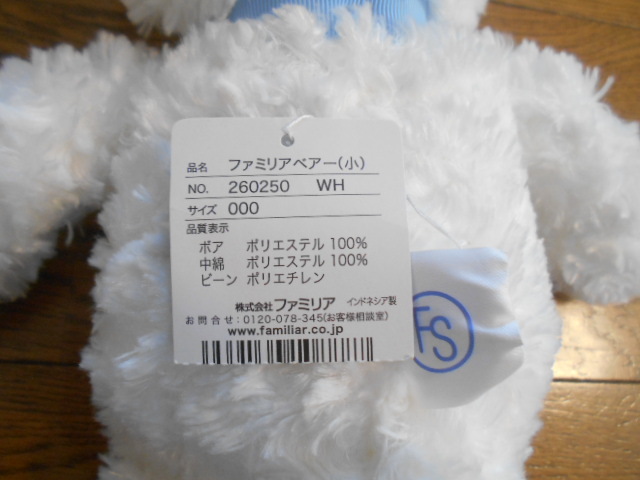 品名 ファミリアベアー(小)
NO. 260250 WH
サイズ 000
品質表示
ボア ポリエステル 100%
中綿 ポリエステル 100%
ビーン ポリエチレン
株式会社 ファミリア インドネシア製
お問合せ:0120-078-345(お客様相談室)
www.familiar.co.jp
FS